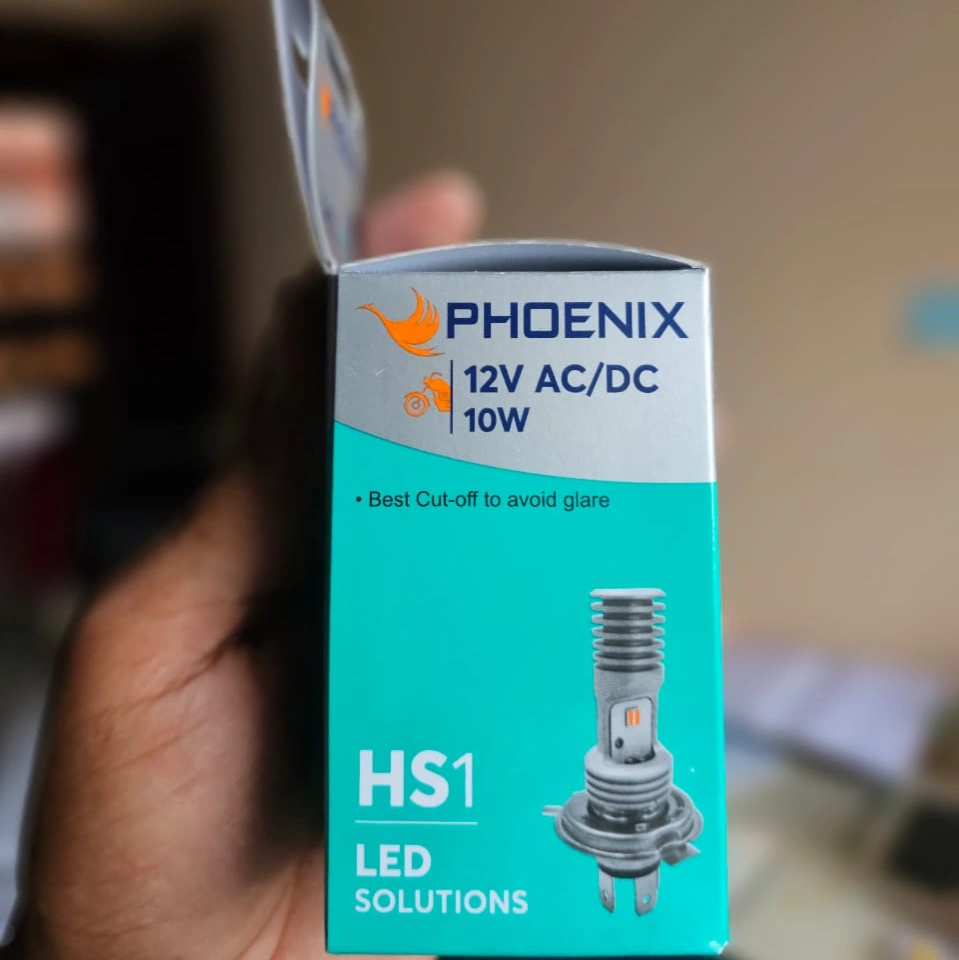 PHOENIX
12V AC/DC
10W
• Best Cut-off to avoid glare
HS1
LED
SOLUTIONS